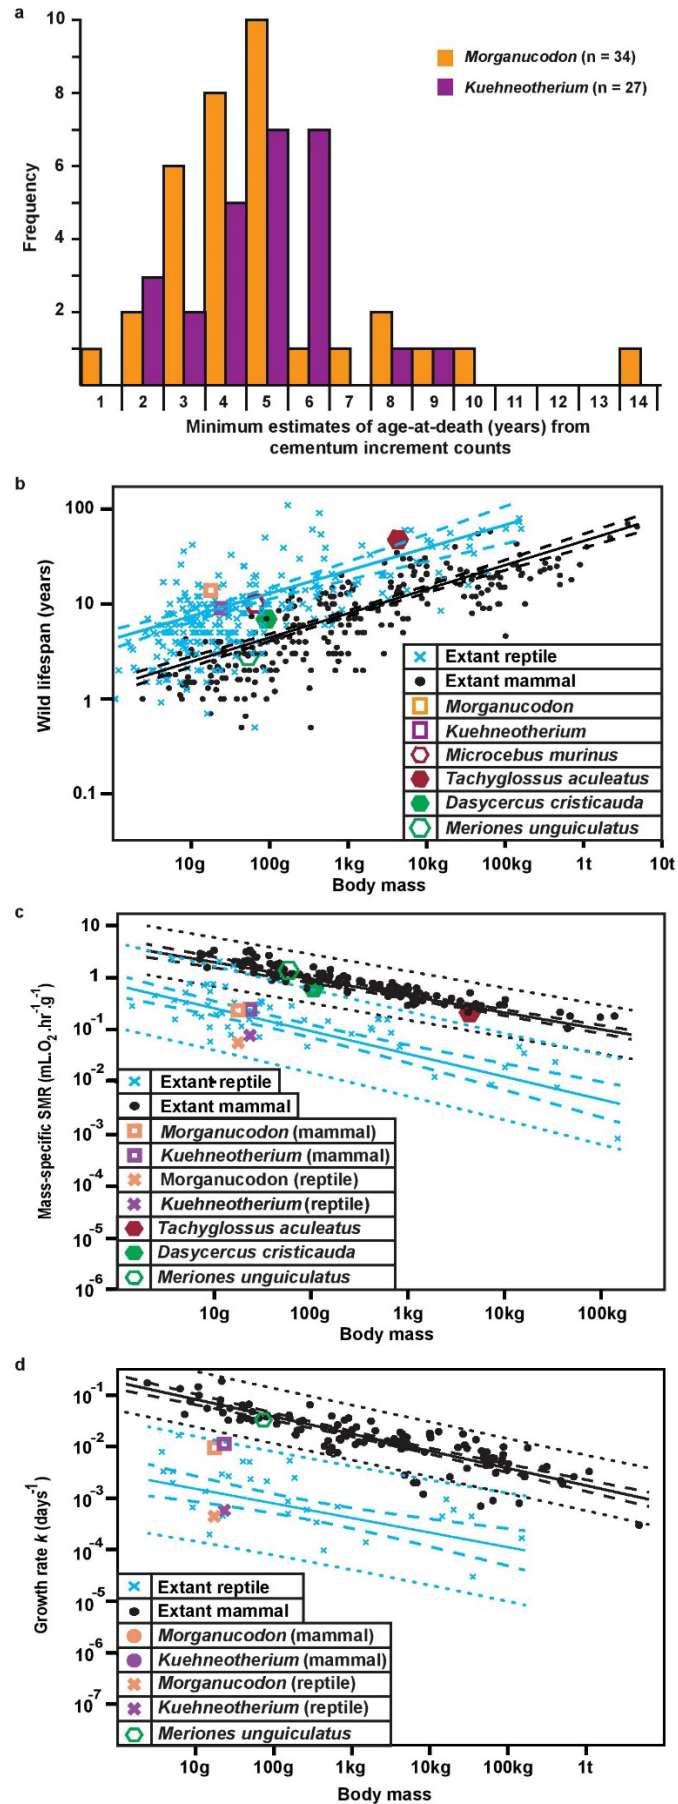 a
10
8
6
4
2
Frequency
Morganucodon (n = 34)
Kuehneotherium (n = 27)
1 2 3 4 5 6 7 8 9 10 11 12 13 14
Minimum estimates of age-at-death (years) from
cementum increment counts
b
100
10
1
0.1
Wild lifespan (years)
Extant reptile
Extant mammal
Morganucodon
Kuehneotherium
Microcebus murinus
Tachyglossus aculeatus
Dasycercus cristicauda
Meriones unguiculatus
10g 100g 1kg 10kg 100kg 1t 10t
Body mass
c
10
1
10-1
10-2
10-3
10-4
10-5
10-6
Mass-specific SMR (mL.O2.hr-1.g-1)
Extant reptile
Extant mammal
Morganucodon (mammal)
Kuehneotherium (mammal)
Morganucodon (reptile)
Kuehneotherium (reptile)
Tachyglossus aculeatus
Dasycercus cristicauda
Meriones unguiculatus
10g 100g 1kg 10kg 100kg
Body mass
d
10-1
10-2
10-3
10-4
10-5
10-6
10-7
Growth rate k (days-1)
Extant reptile
Extant mammal
Morganucodon (mammal)
Kuehneotherium (mammal)
Morganucodon (reptile)
Kuehneotherium (reptile)
Meriones unguiculatus
10g 100g 1kg 10kg 100kg 1t
Body mass